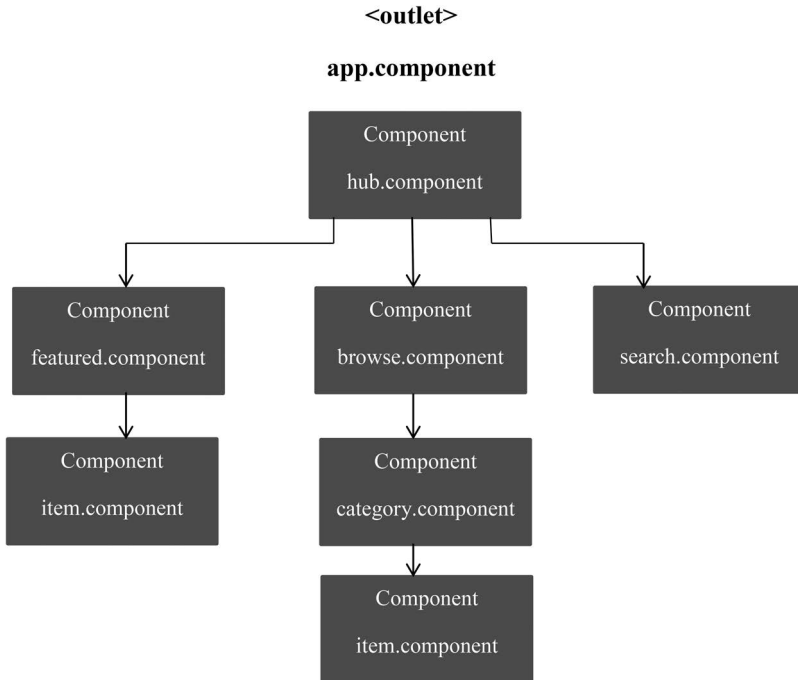 <outlet>
app.component
Component
hub.component
Component
featured.component
Component
browse.component
Component
search.component
Component
item.component
Component
category.component
Component
item.component